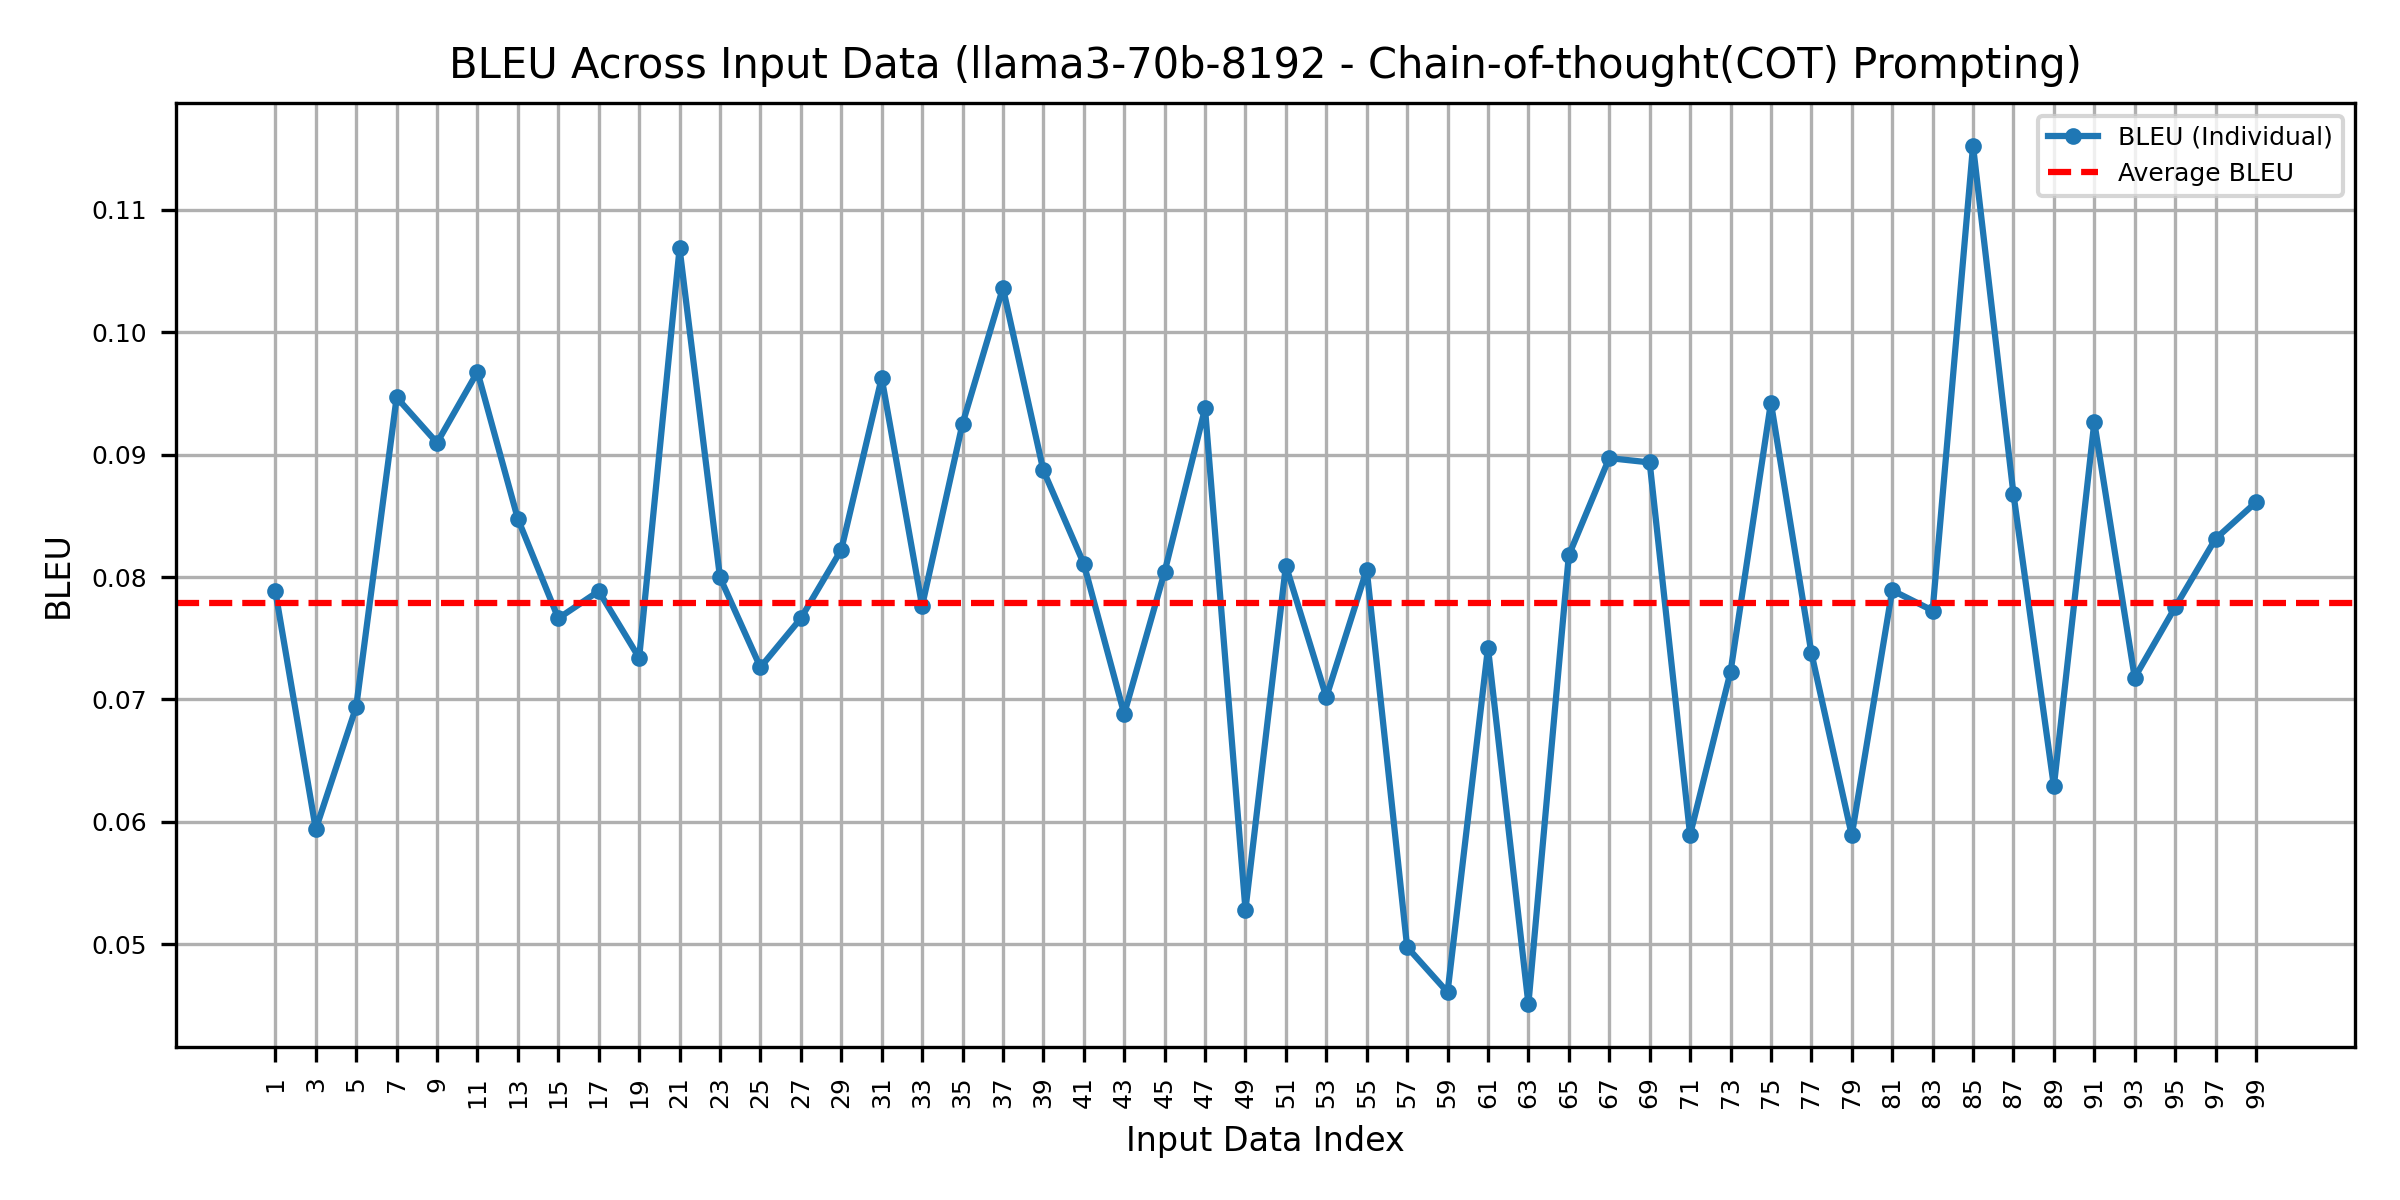 BLEU Across Input Data (llama3-70b-8192 - Chain-of-thought(COT) Prompting)
BLEU (Individual)
Average BLEU
BLEU
0.11
0.10
0.09
0.08
0.07
0.06
0.05
1 3 5 7 9 11 13 15 17 19 21 23 25 27 29 31 33 35 37 39 41 43 45 47 49 51 53 55 57 59 61 63 65 67 69 71 73 75 77 79 81 83 85 87 89 91 93 95 97 99
Input Data Index